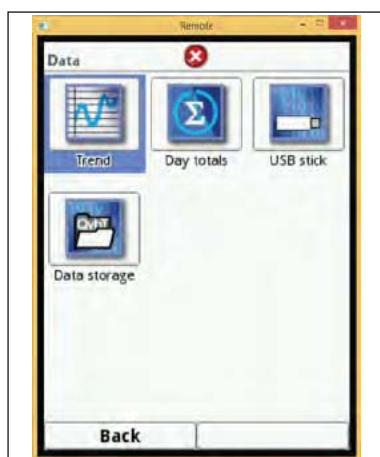 Remote
Data
Trend
Day totals
USB stick
Data storage
Back